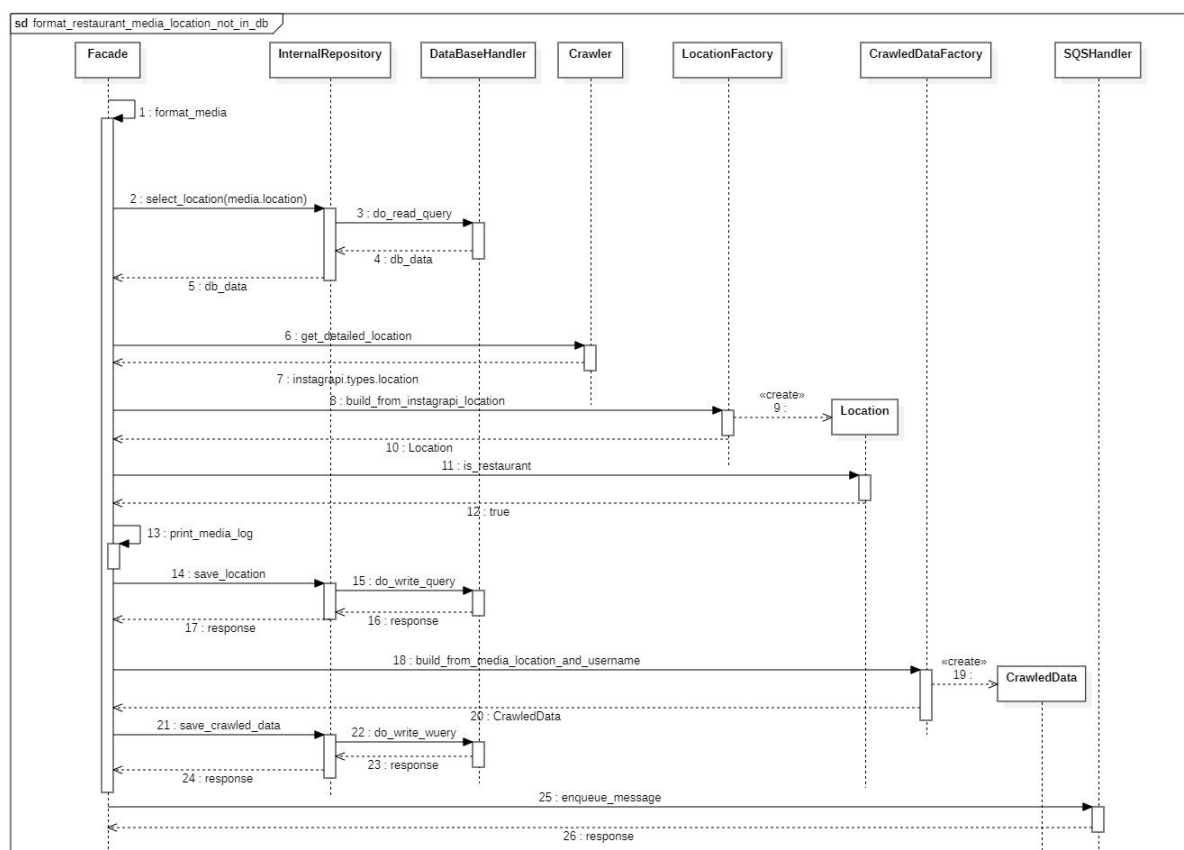 sd format_restaurant_media_location_not_in_db
Facade
InternalRepository
DataBaseHandler
Crawler
LocationFactory
CrawledDataFactory
SQSHandler
1 : format_media
2 : select_location(media.location)
3 : do_read_query
4 : db_data
5 : db_data
6 : get_detailed_location
7 : instagrapi.types.location
8 : build_from_instagrapi_location
«create»
9 :
Location
10 : Location
11 : is_restaurant
12 : true
13 : print_media_log
14 : save_location
15 : do_write_query
16 : response
17 : response
18 : build_from_media_location_and_username
«create»
19 :
CrawledData
20 : CrawledData
21 : save_crawled_data
22 : do_write_wuery
23 : response
24 : response
25 : enqueue_message
26 : response